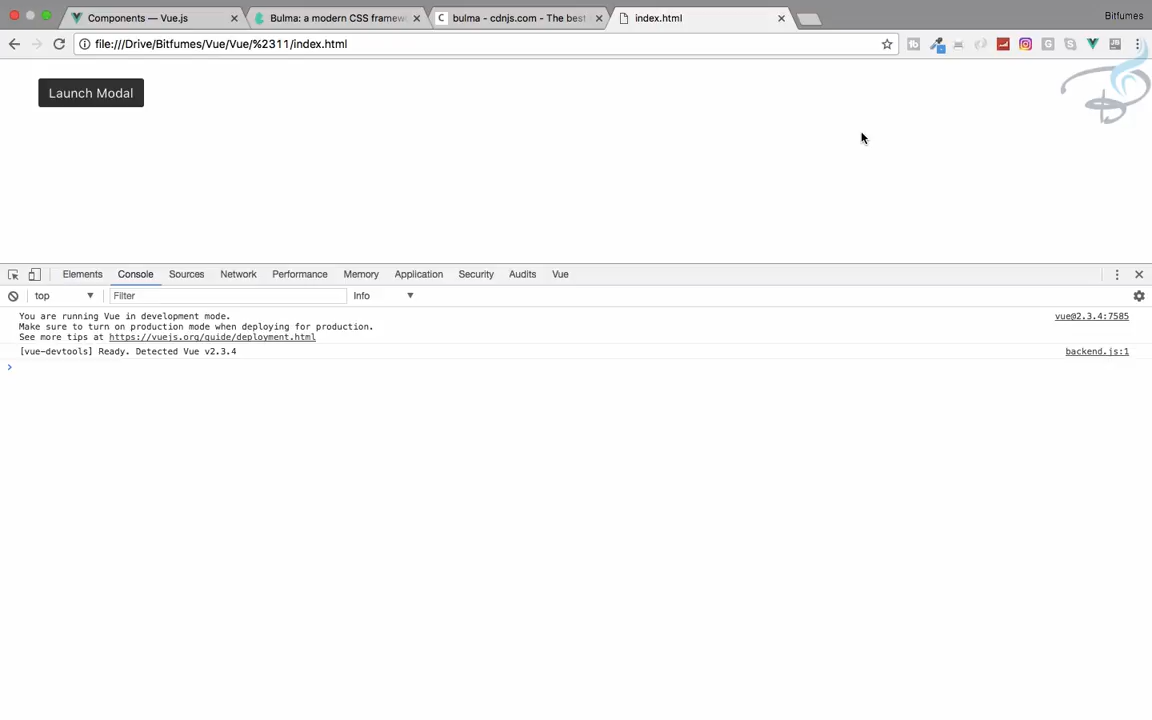 Components — Vue.js
Bulma: a modern CSS framew
bulma - cdnjs.com - The best
index.html
Bitfumes
file:///Drive/Bitfumes/Vue/Vue/%2311/index.html
Launch Modal
Elements Console Sources Network Performance Memory Application Security Audits Vue
top Filter Info
You are running Vue in development mode. vue@2.3.4:7585
Make sure to turn on production mode when deploying for production.
See more tips at https://vuejs.org/guide/deployment.html
[vue-devtools] Ready. Detected Vue v2.3.4 backend.js:1